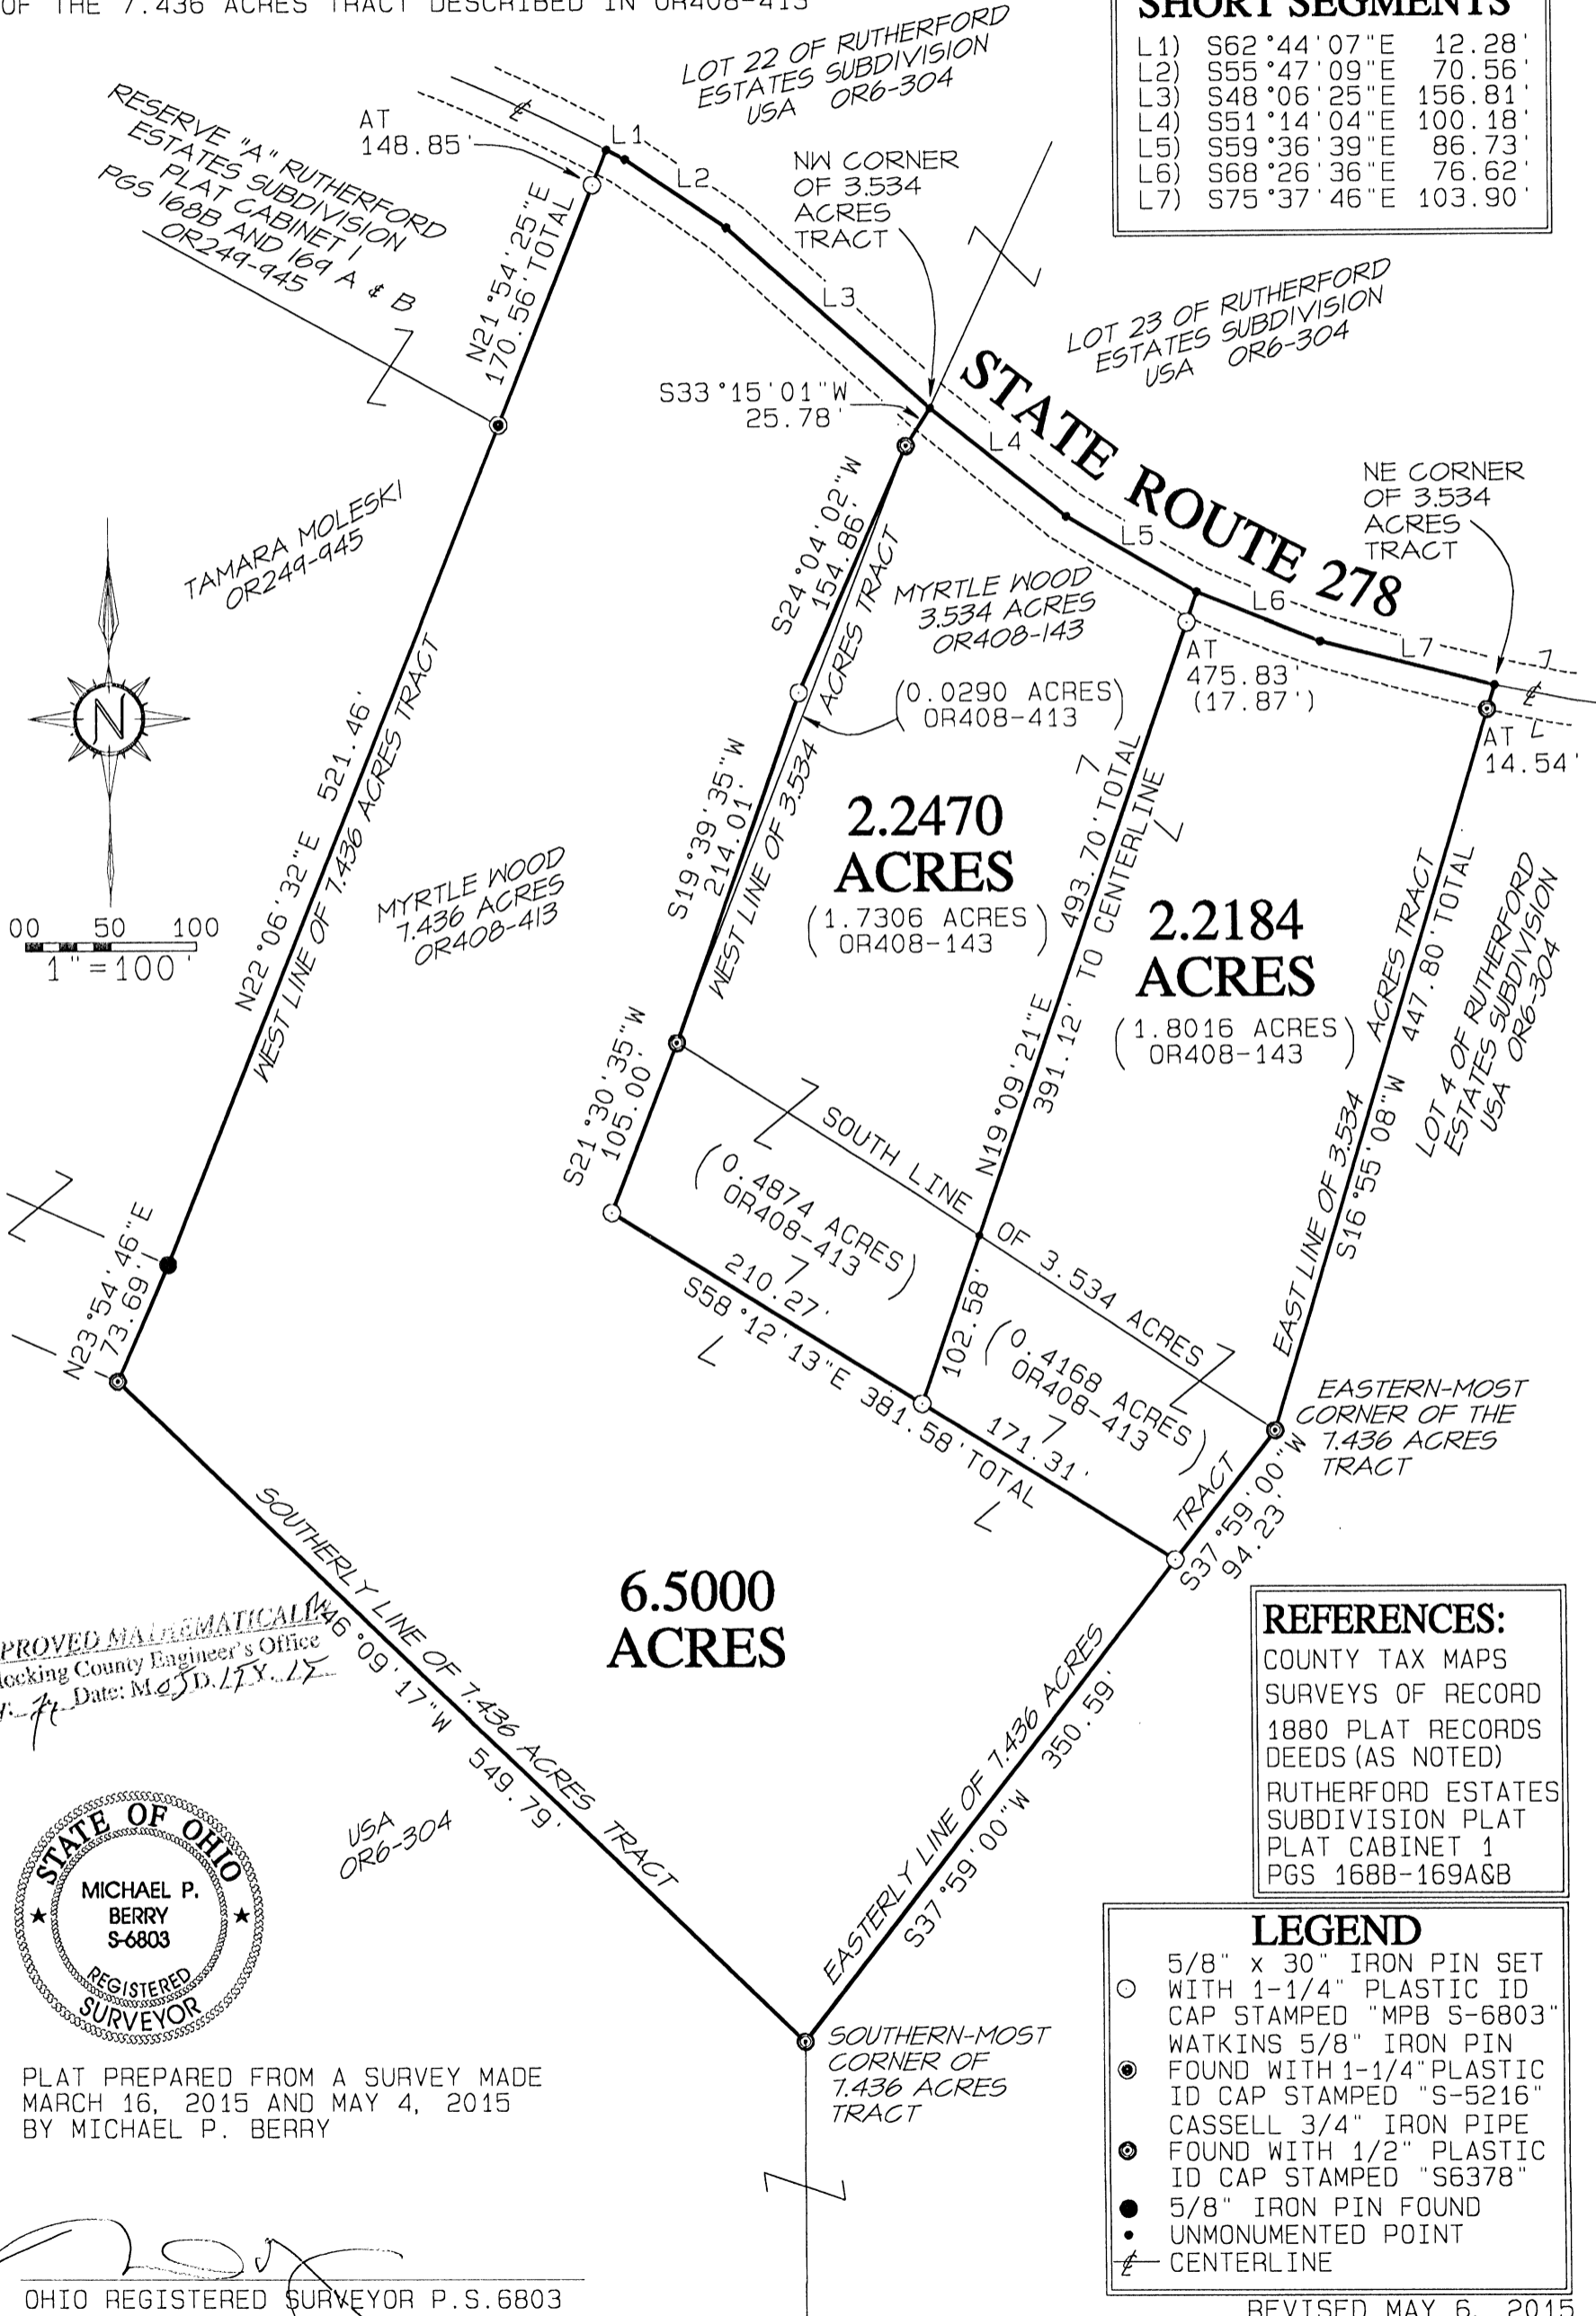 OF THE 7.436 ACRES TRACT DESCRIBED IN OR408-413
SHORT SEGMENTS
L1) S62°44'07"E 12.28'
L2) S55°47'09"E 70.56'
L3) S48°06'25"E 156.81'
L4) S51°14'04"E 100.18'
L5) S59°36'39"E 86.73'
L6) S68°26'36"E 76.62'
L7) S75°37'46"E 103.90'
LOT 22 OF RUTHERFORD
ESTATES SUBDIVISION
USA OR6-304
RESERVE "A" RUTHERFORD
ESTATES SUBDIVISION
PLAT CABINET 1
PGS 168B AND 169 A & B
OR249-945
AT
148.85'
L1
L2
L3
NW CORNER
OF 3.534
ACRES
TRACT
N21°54'25"E
170.56'TOTAL
LOT 23 OF RUTHERFORD
ESTATES SUBDIVISION
USA OR6-304
S33°15'01"W
25.78'
STATE ROUTE 278
L4
L5
L6
L7
NE CORNER
OF 3.534
ACRES
TRACT
TAMARA MOLESKI
OR249-945
S24°04'02"W
154.86'
MYRTLE WOOD
3.534 ACRES
OR408-143
(0.0290 ACRES)
OR408-413
AT
475.83'
(17.87')
AT
14.54'
N
00 50 100
1"=100'
N22°06'32"E 521.46'
WEST LINE OF 7.436 ACRES TRACT
MYRTLE WOOD
7.436 ACRES
OR408-413
S19°39'35"W
214.01'
WEST LINE OF 3.534 ACRES TRACT
2.2470
ACRES
(1.7306 ACRES)
OR408-143
493.70'TOTAL
N19°09'21"E
391.12' TO CENTERLINE
2.2184
ACRES
(1.8016 ACRES)
OR408-143
EAST LINE OF 3.534 ACRES TRACT
S16°55'08"W 447.80'TOTAL
LOT 4 OF RUTHERFORD
ESTATES SUBDIVISION
USA OR6-304
S21°30'35"W
105.00'
SOUTH LINE OF 3.534 ACRES TRACT
(0.4874 ACRES)
OR408-413
210.27'
S58°12'13"E 381.58'TOTAL
102.58'
(0.4168 ACRES)
OR408-413
171.31'
N23°54'46"E
73.69'
EASTERN-MOST
CORNER OF THE
7.436 ACRES
TRACT
S37°59'00"W
94.23'
6.5000
ACRES
SOUTHERLY LINE OF 7.436 ACRES TRACT
N46°09'17"W 549.79'
PROVED MATHEMATICALLY
Hocking County Engineer's Office
Date: M.05 D.15 Y.15
EASTERLY LINE OF 7.436 ACRES
S37°59'00"W 350.59'
USA
OR6-304
REFERENCES:
COUNTY TAX MAPS
SURVEYS OF RECORD
1880 PLAT RECORDS
DEEDS(AS NOTED)
RUTHERFORD ESTATES
SUBDIVISION PLAT
PLAT CABINET 1
PGS 168B-169A&B
STATE OF OHIO
MICHAEL P.
BERRY
S-6803
REGISTERED
SURVEYOR
SOUTHERN-MOST
CORNER OF
7.436 ACRES
TRACT
LEGEND
5/8" x 30" IRON PIN SET
WITH 1-1/4" PLASTIC ID
CAP STAMPED "MPB S-6803"
WATKINS 5/8" IRON PIN
FOUND WITH 1-1/4"PLASTIC
ID CAP STAMPED "S-5216"
CASSELL 3/4" IRON PIPE
FOUND WITH 1/2" PLASTIC
ID CAP STAMPED "S6378"
5/8" IRON PIN FOUND
UNMONUMENTED POINT
CENTERLINE
PLAT PREPARED FROM A SURVEY MADE
MARCH 16, 2015 AND MAY 4, 2015
BY MICHAEL P. BERRY
OHIO REGISTERED SURVEYOR P.S.6803
REVISED MAY 6, 2015